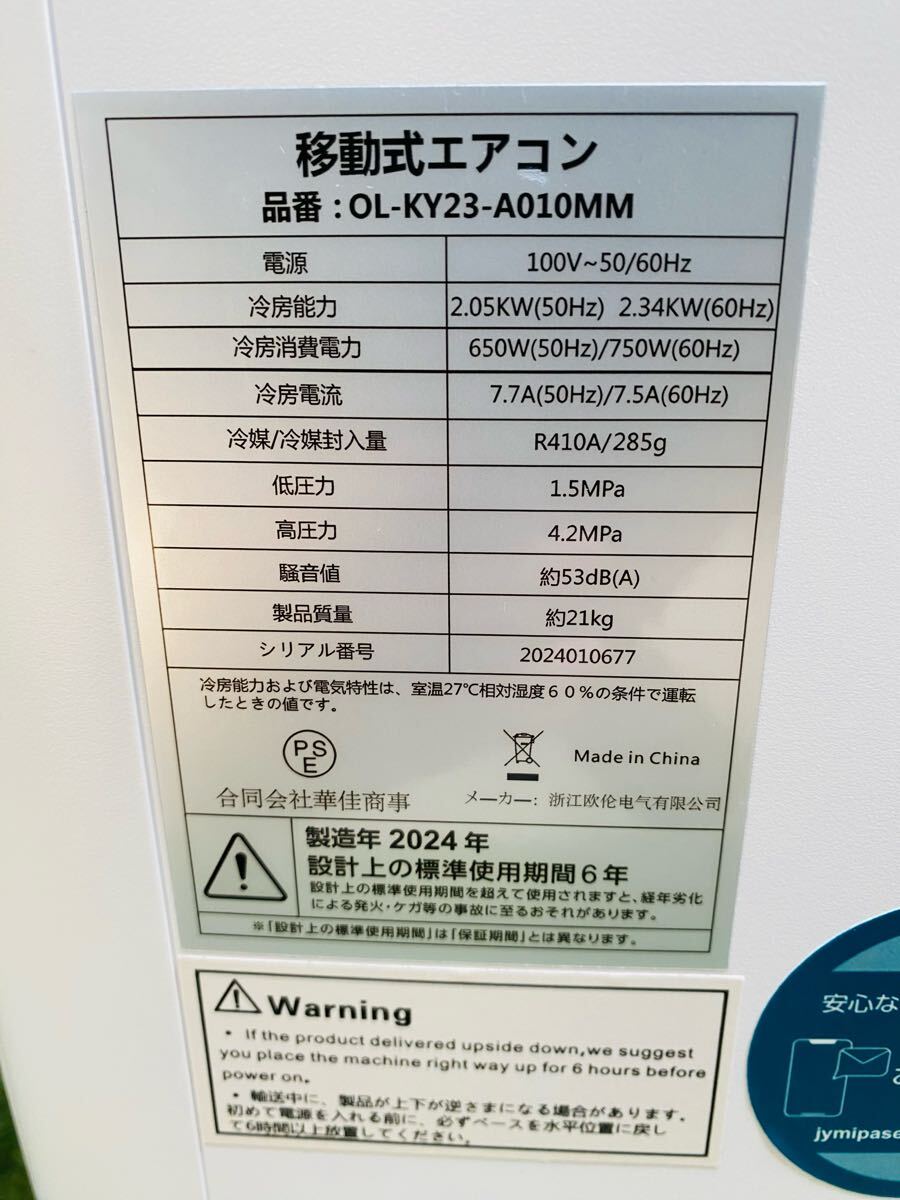 移動式エアコン
品番：OL-KY23-A010MM
電源 100V~50/60Hz
冷房能力 2.05KW(50Hz) 2.34KW(60Hz)
冷房消費電力 650W(50Hz)/750W(60Hz)
冷房電流 7.7A(50Hz)/7.5A(60Hz)
冷媒/冷媒封入量 R410A/285g
低圧力 1.5MPa
高圧力 4.2MPa
騒音値 約53dB(A)
製品質量 約21kg
シリアル番号 2024010677
冷房能力および電気特性は、室温27℃相対湿度６０%の条件で運転
したときの値です。
PS
E
Made in China
合同会社華佳商事
メーカー: 浙江欧伦电气有限公司
製造年 2024 年
設計上の標準使用期間６年
設計上の標準使用期間を超えて使用されますと、経年劣化
による発火・ケガ等の事故に至るおそれがあります。
※「設計上の標準使用期間」は「保証期間」とは異なります。
Warning
• If the product delivered upside down,we suggest
you place the machine right way up for 6 hours before
power on.
• 輸送中に、製品が上下が逆さまになる場合があります.
初めて電源を入れる前に、必ずベースを水平位置に戻し
て6時間以上放置してください.
安心な
お
jymipase